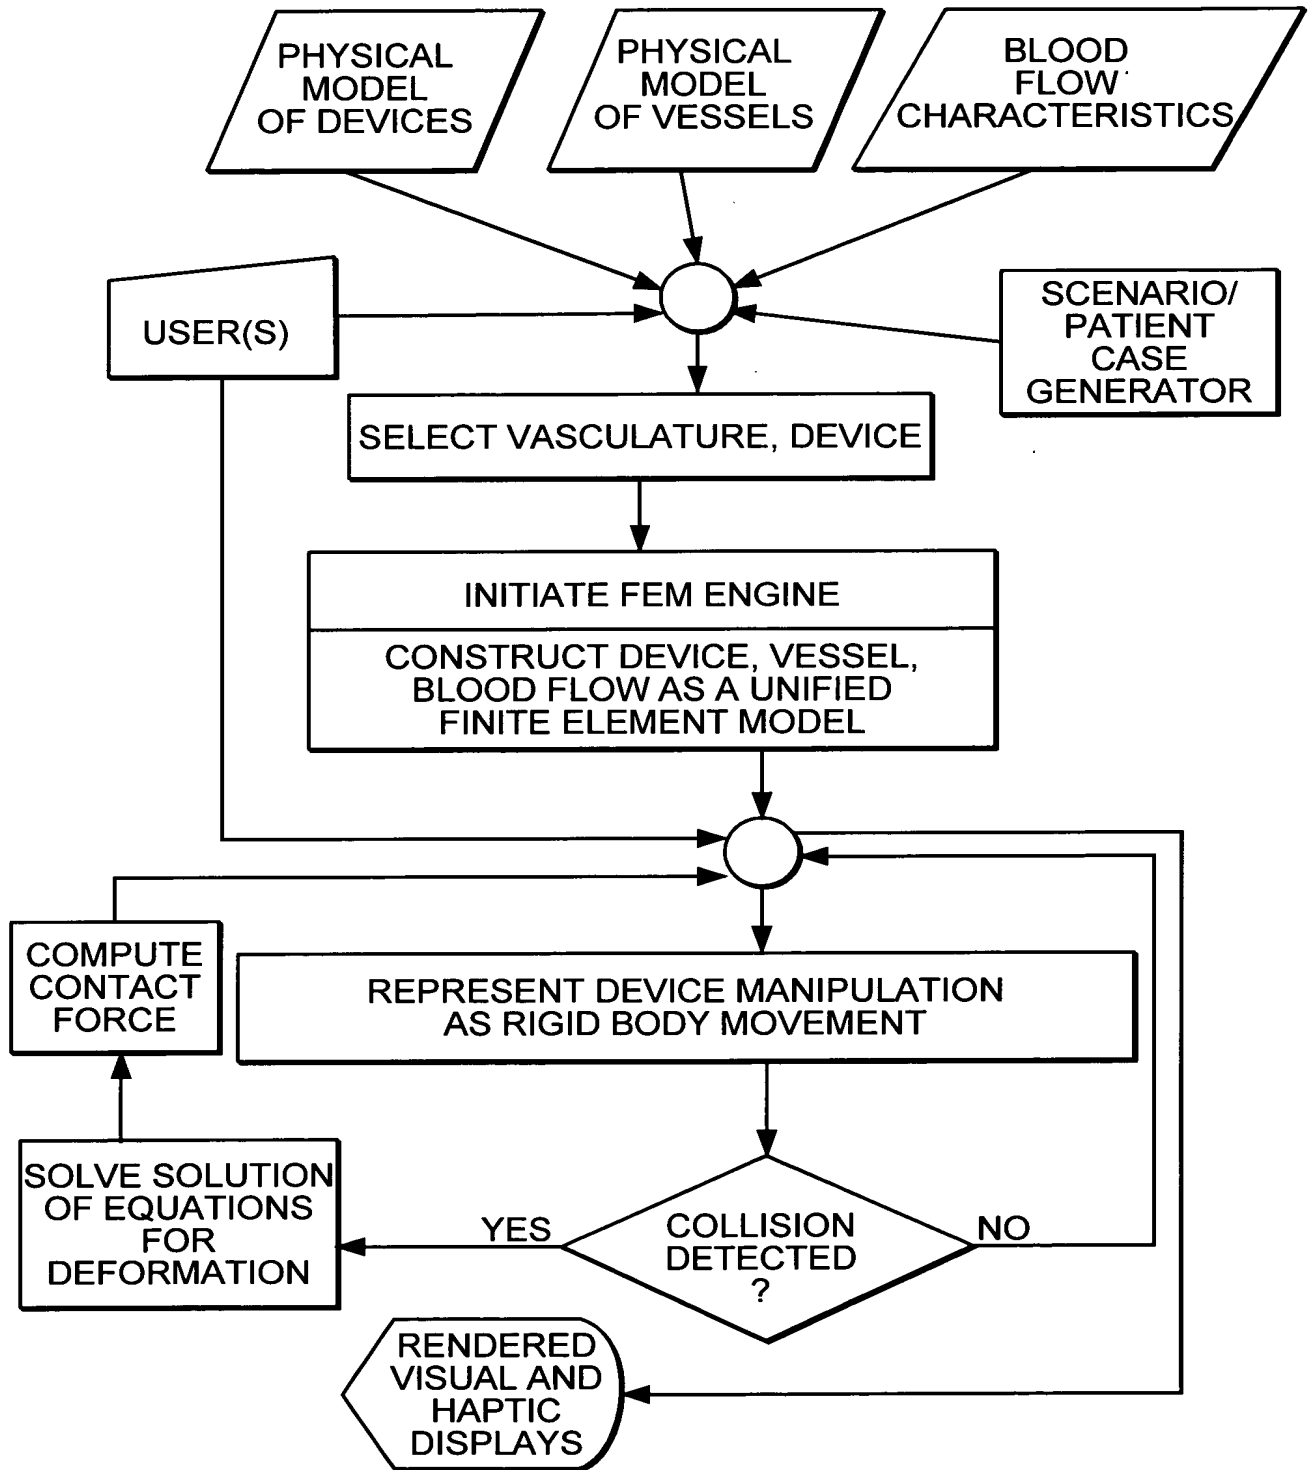 PHYSICAL
MODEL
OF DEVICES
PHYSICAL
MODEL
OF VESSELS
BLOOD
FLOW
CHARACTERISTICS
USER(S)
SCENARIO/
PATIENT
CASE
GENERATOR
SELECT VASCULATURE, DEVICE
INITIATE FEM ENGINE
CONSTRUCT DEVICE, VESSEL,
BLOOD FLOW AS A UNIFIED
FINITE ELEMENT MODEL
COMPUTE
CONTACT
FORCE
REPRESENT DEVICE MANIPULATION
AS RIGID BODY MOVEMENT
SOLVE SOLUTION
OF EQUATIONS
FOR
DEFORMATION
YES
COLLISION
DETECTED
?
NO
RENDERED
VISUAL AND
HAPTIC
DISPLAYS